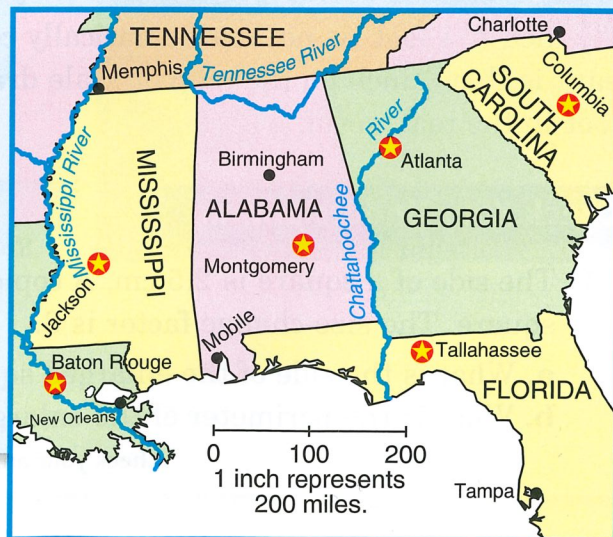 Charlotte
TENNESSEE
Tennessee River
Memphis
Columbia
SOUTH
CAROLINA
River
Atlanta
Birmingham
Mississippi River
MISSISSIPPI
ALABAMA
GEORGIA
Chattahoochee
Montgomery
Jackson
Mobile
Baton Rouge
Tallahassee
FLORIDA
New Orleans
0 100 200
1 inch represents
200 miles.
Tampa